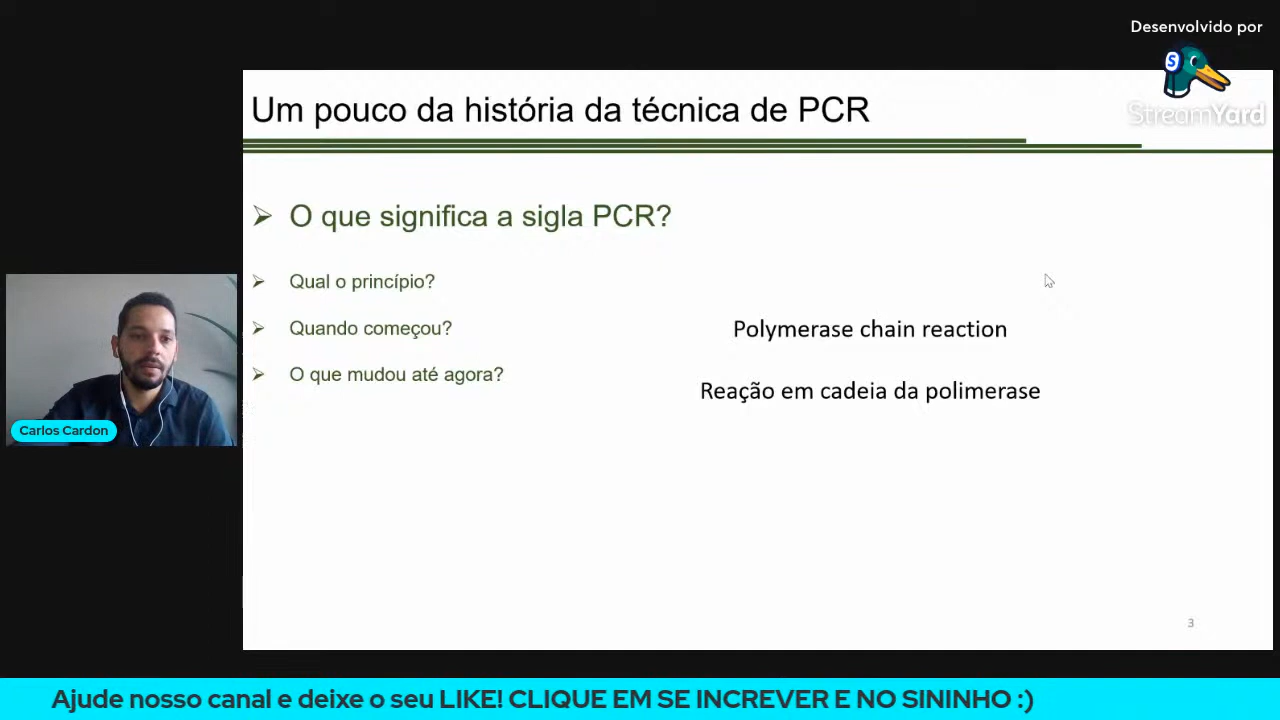 Desenvolvido por
S
StreamYard
Um pouco da história da técnica de PCR
➢ O que significa a sigla PCR?
➢ Qual o princípio?
➢ Quando começou?
➢ O que mudou até agora?
Polymerase chain reaction
Reação em cadeia da polimerase
Carlos Cardon
3
Ajude nosso canal e deixe o seu LIKE! CLIQUE EM SE INCREVER E NO SININHO :)